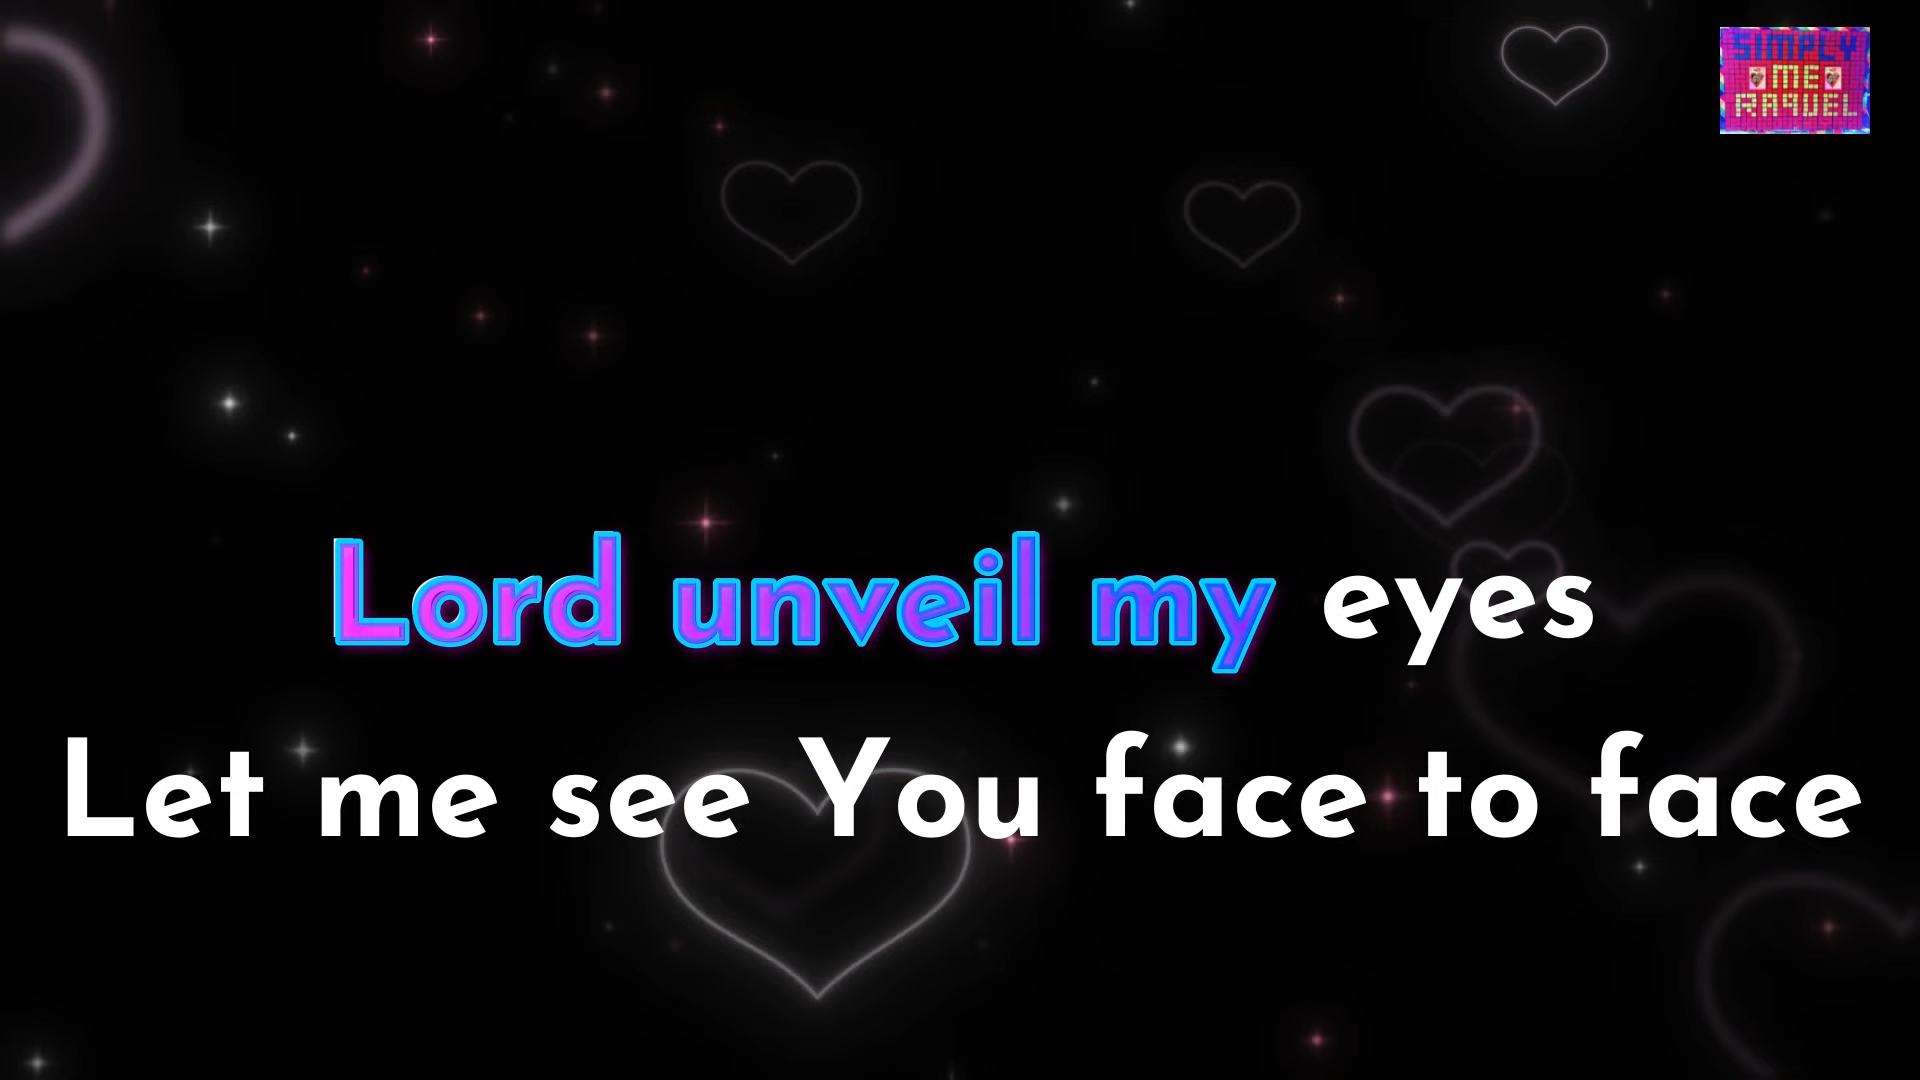 SIMPLY
ME
RAQUEL
Lord unveil my eyes
Let me see You face to face